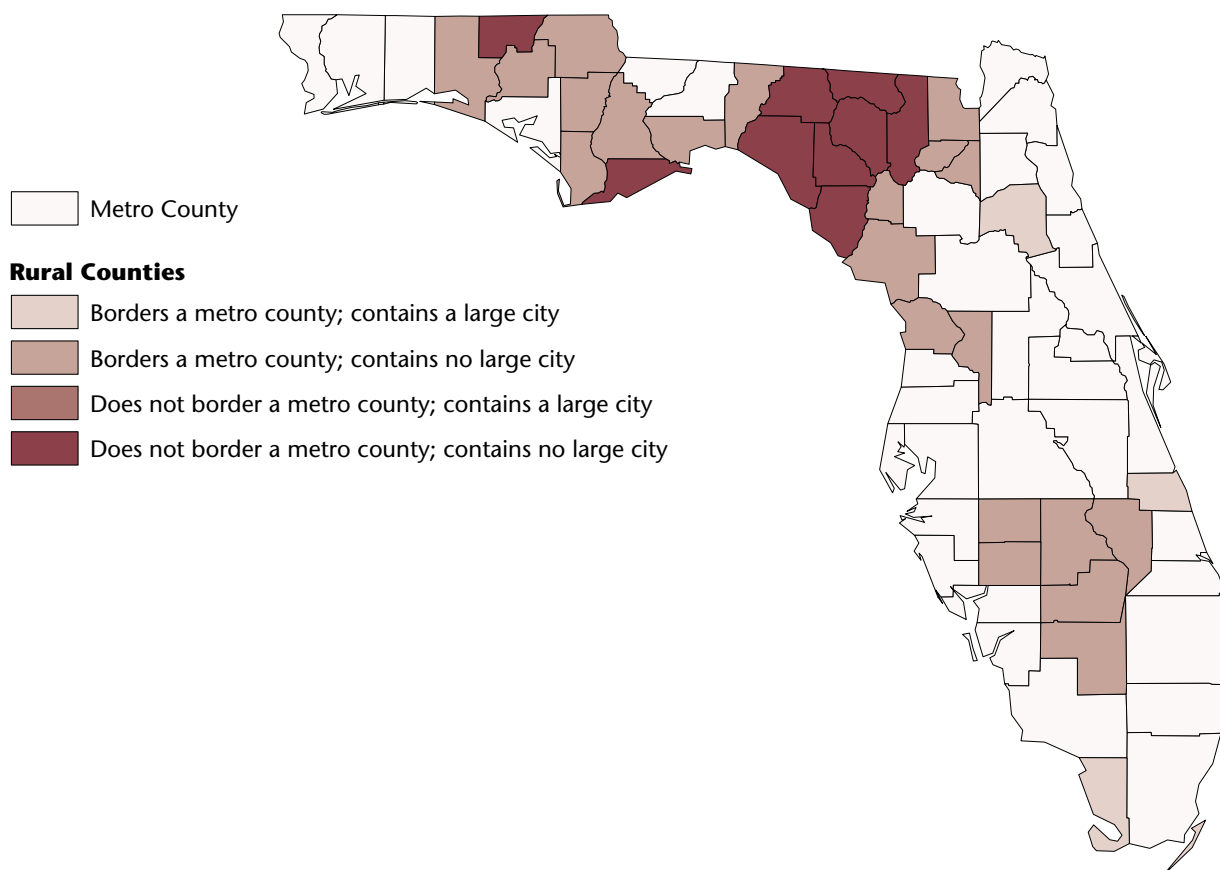 Metro County
Rural Counties
Borders a metro county; contains a large city
Borders a metro county; contains no large city
Does not border a metro county; contains a large city
Does not border a metro county; contains no large city